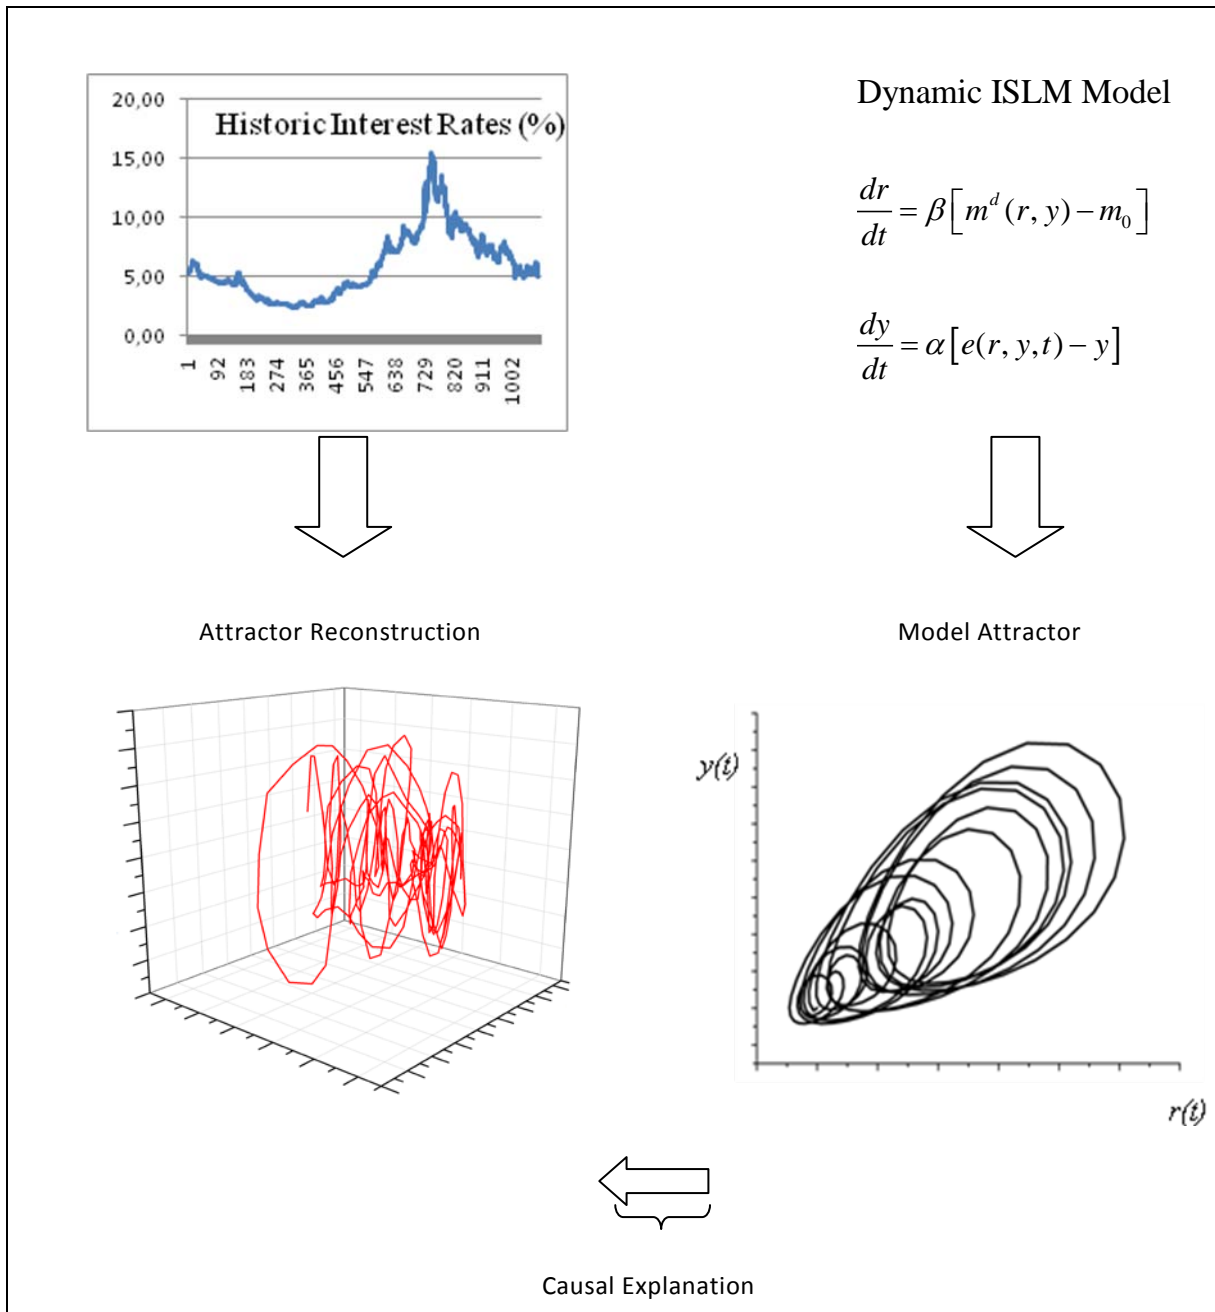 Historic Interest Rates (%)
20,00
15,00
10,00
5,00
0,00
1 92 183 274 365 456 547 638 729 820 911 1002
Dynamic ISLM Model
dr/dt = β[m^d(r, y) − m_0]
dy/dt = α[e(r, y, t) − y]
Attractor Reconstruction
Model Attractor
y(t)
r(t)
Causal Explanation